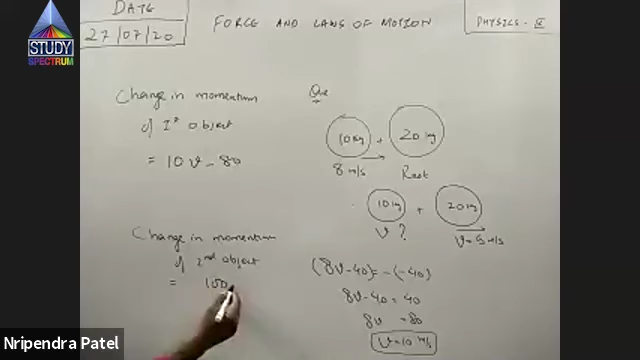 DATE
27/07/20
FORCE AND LAWS OF MOTION
PHYSICS - IX
STUDY
SPECTRUM
Change in momentum
of Ist object
= 10 v - 80
Que
10 kg + 20 kg
8 m/s Rest
10 kg + 20 kg
v ? v = 5 m/s
Change in momentum
of 2nd object
= 100
(8v - 40) = - (- 40)
8v - 40 = 40
8v = 80
v = 10 m/s
Nripendra Patel